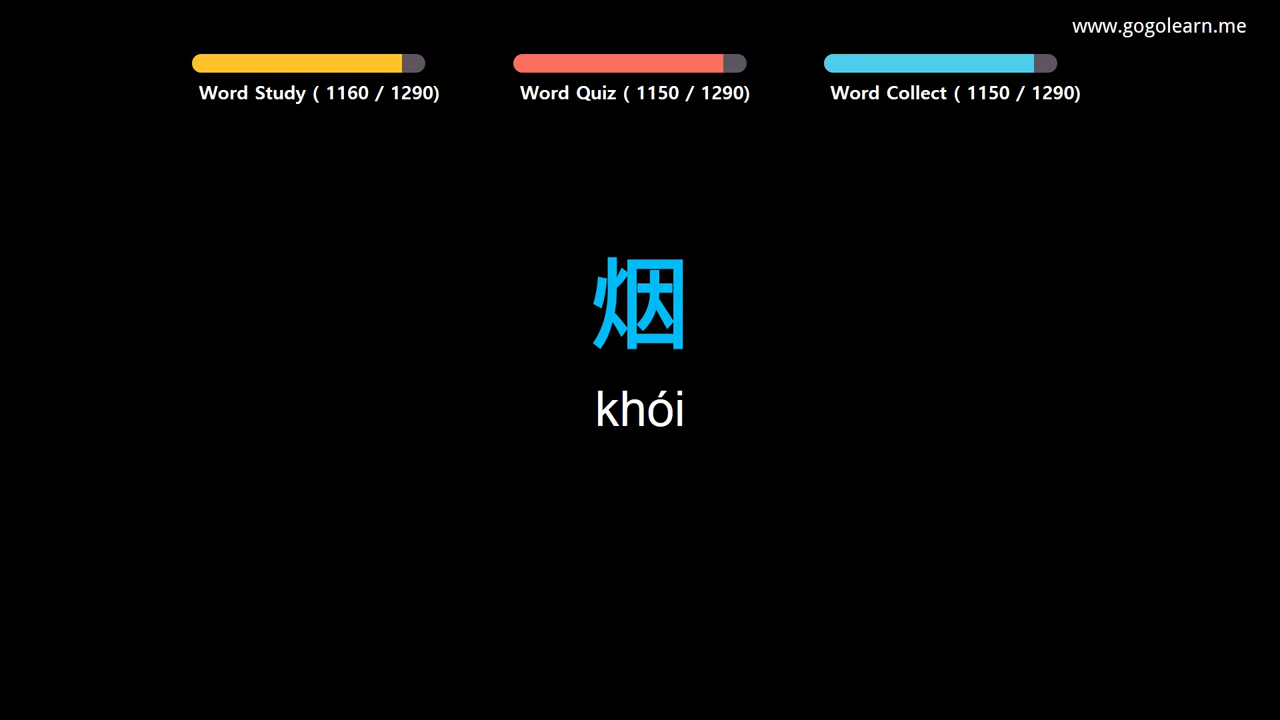 www.gogolearn.me
Word Study ( 1160 / 1290)
Word Quiz ( 1150 / 1290)
Word Collect ( 1150 / 1290)
烟
khói